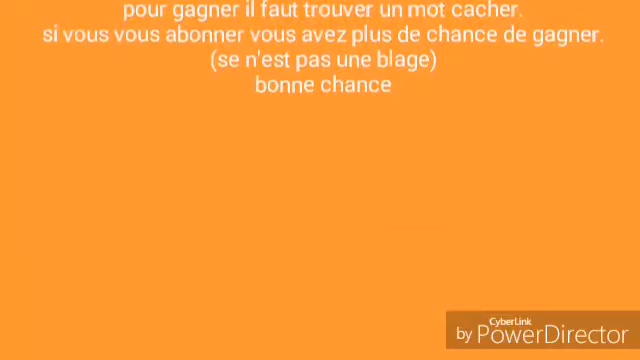 pour gagner il faut trouver un mot cacher.
si vous vous abonner vous avez plus de chance de gagner.
(se n'est pas une blage)
bonne chance
CyberLink
by PowerDirector